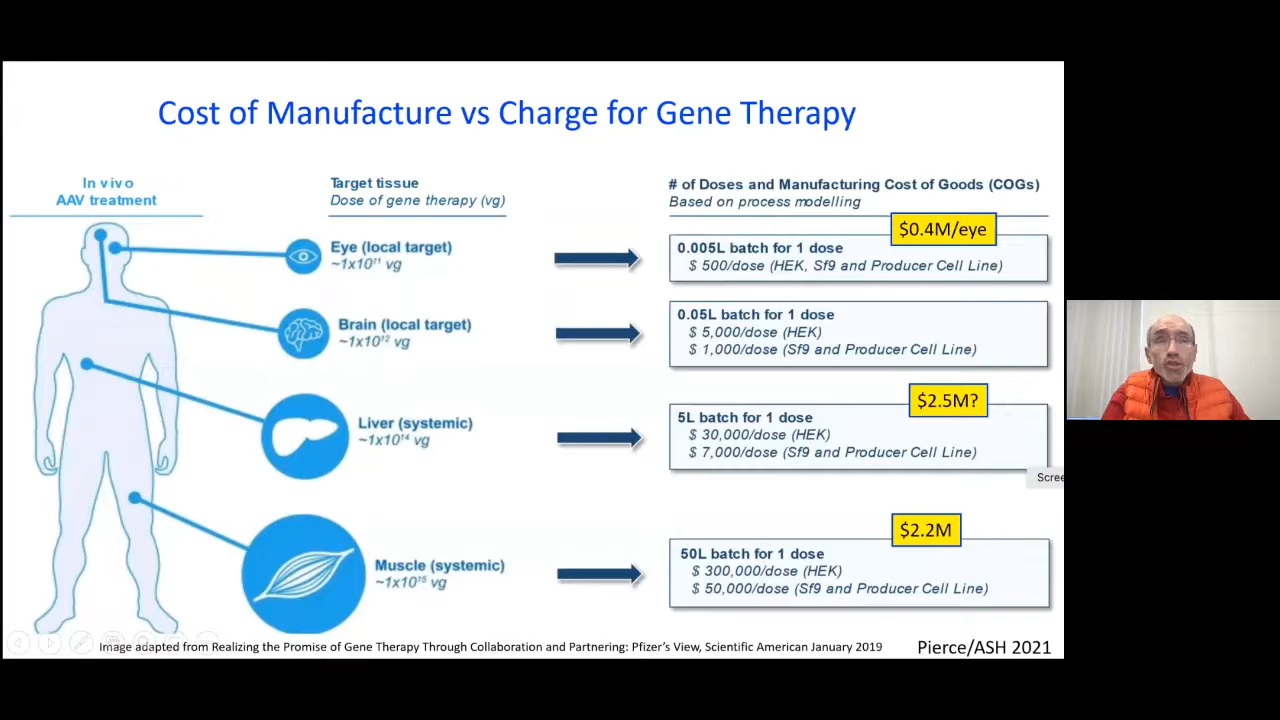 Cost of Manufacture vs Charge for Gene Therapy
In vivo
AAV treatment
Target tissue
Dose of gene therapy (vg)
# of Doses and Manufacturing Cost of Goods (COGs)
Based on process modelling
Eye (local target)
~1x10¹¹ vg
$0.4M/eye
0.005L batch for 1 dose
$ 500/dose (HEK, Sf9 and Producer Cell Line)
Brain (local target)
~1x10¹² vg
0.05L batch for 1 dose
$ 5,000/dose (HEK)
$ 1,000/dose (Sf9 and Producer Cell Line)
Liver (systemic)
~1x10¹⁴ vg
$2.5M?
5L batch for 1 dose
$ 30,000/dose (HEK)
$ 7,000/dose (Sf9 and Producer Cell Line)
Scree
Muscle (systemic)
~1x10¹⁵ vg
$2.2M
50L batch for 1 dose
$ 300,000/dose (HEK)
$ 50,000/dose (Sf9 and Producer Cell Line)
Image adapted from Realizing the Promise of Gene Therapy Through Collaboration and Partnering: Pfizer's View, Scientific American January 2019
Pierce/ASH 2021